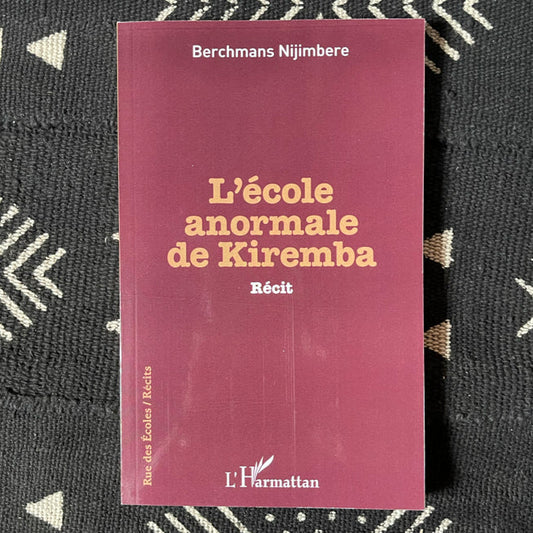 Berchmans Nijimbere
L'école
anormale
de Kiremba
Récit
Rue des Écoles / Récits
L'Harmattan